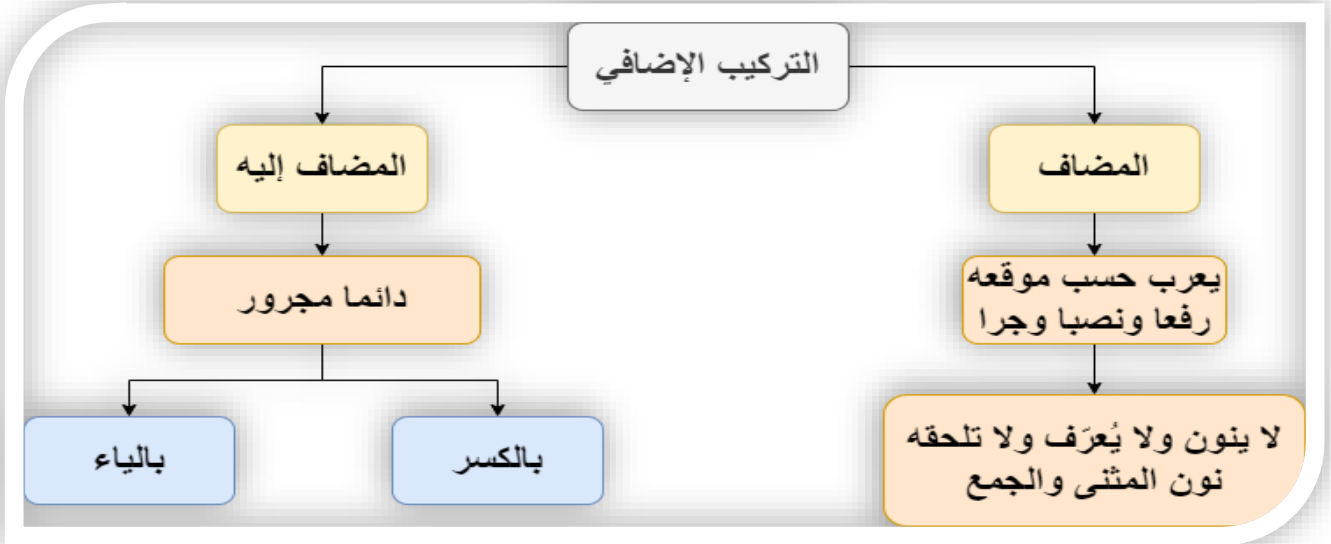 التركيب الإضافي
المضاف
المضاف إليه
يعرب حسب موقعه
رفعا ونصبا وجرا
دائما مجرور
لا ينون ولا يُعرّف ولا تلحقه
نون المثنى والجمع
بالكسر
بالياء